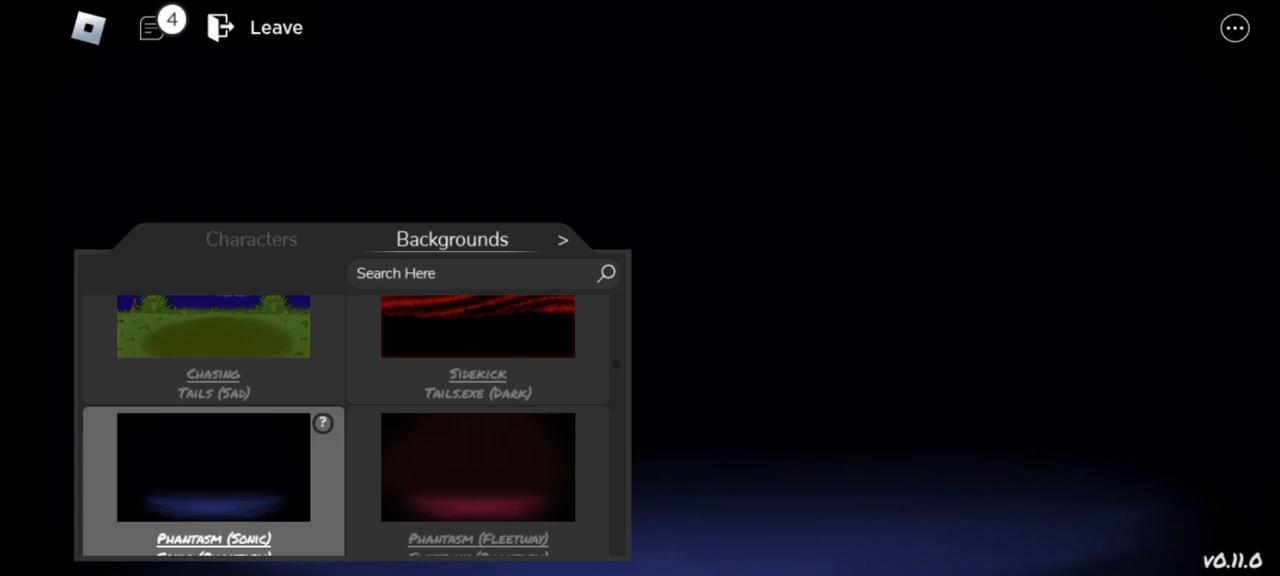 4
Leave
Characters
Backgrounds >
Search Here
Chasing
Tails (Sad)
Sidekick
Tails.exe (Dark)
?
Phantasm (Sonic)
Phantasm (Fleetway)
v0.11.0